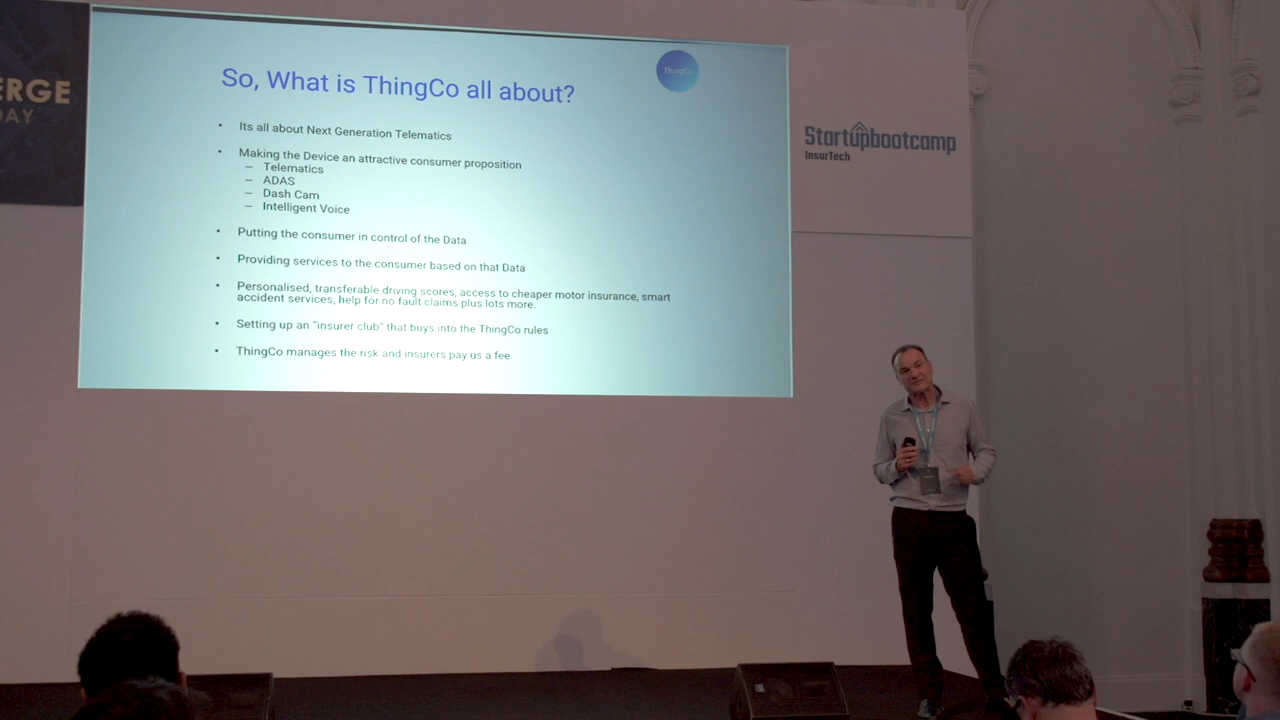 ERGE
DAY
So, What is ThingCo all about?
ThingCo
• Its all about Next Generation Telematics
• Making the Device an attractive consumer proposition
– Telematics
– ADAS
– Dash Cam
– Intelligent Voice
• Putting the consumer in control of the Data
• Providing services to the consumer based on that Data
• Personalised, transferable driving scores, access to cheaper motor insurance, smart
accident services, help for no fault claims plus lots more.
• Setting up an "insurer club" that buys into the ThingCo rules
• ThingCo manages the risk and insurers pay us a fee.
Startupbootcamp
InsurTech